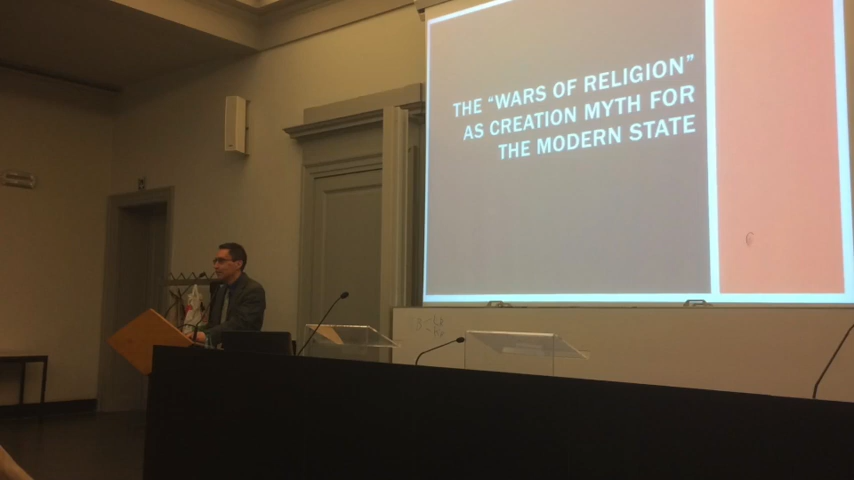 THE “WARS OF RELIGION”
AS CREATION MYTH FOR
THE MODERN STATE